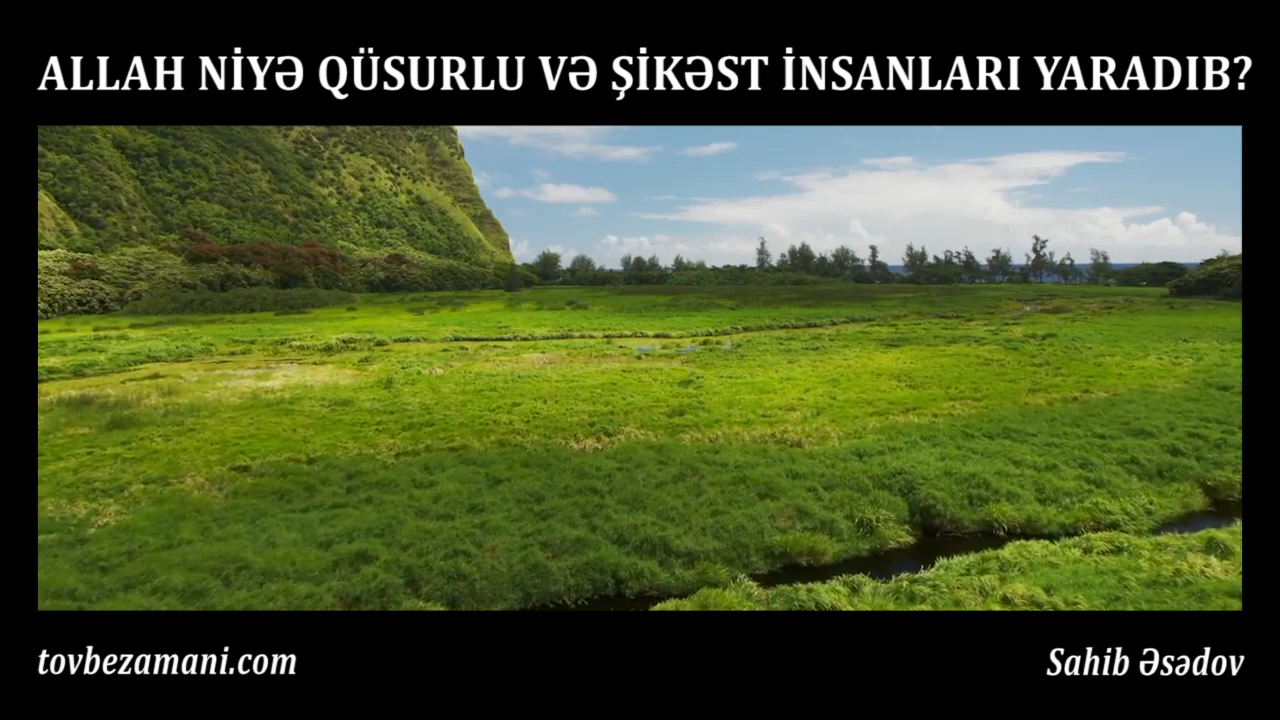 ALLAH NİYƏ QÜSURLU VƏ ŞİKƏST İNSANLARI YARADIB?
tovbezamani.com
Sahib Əsədov